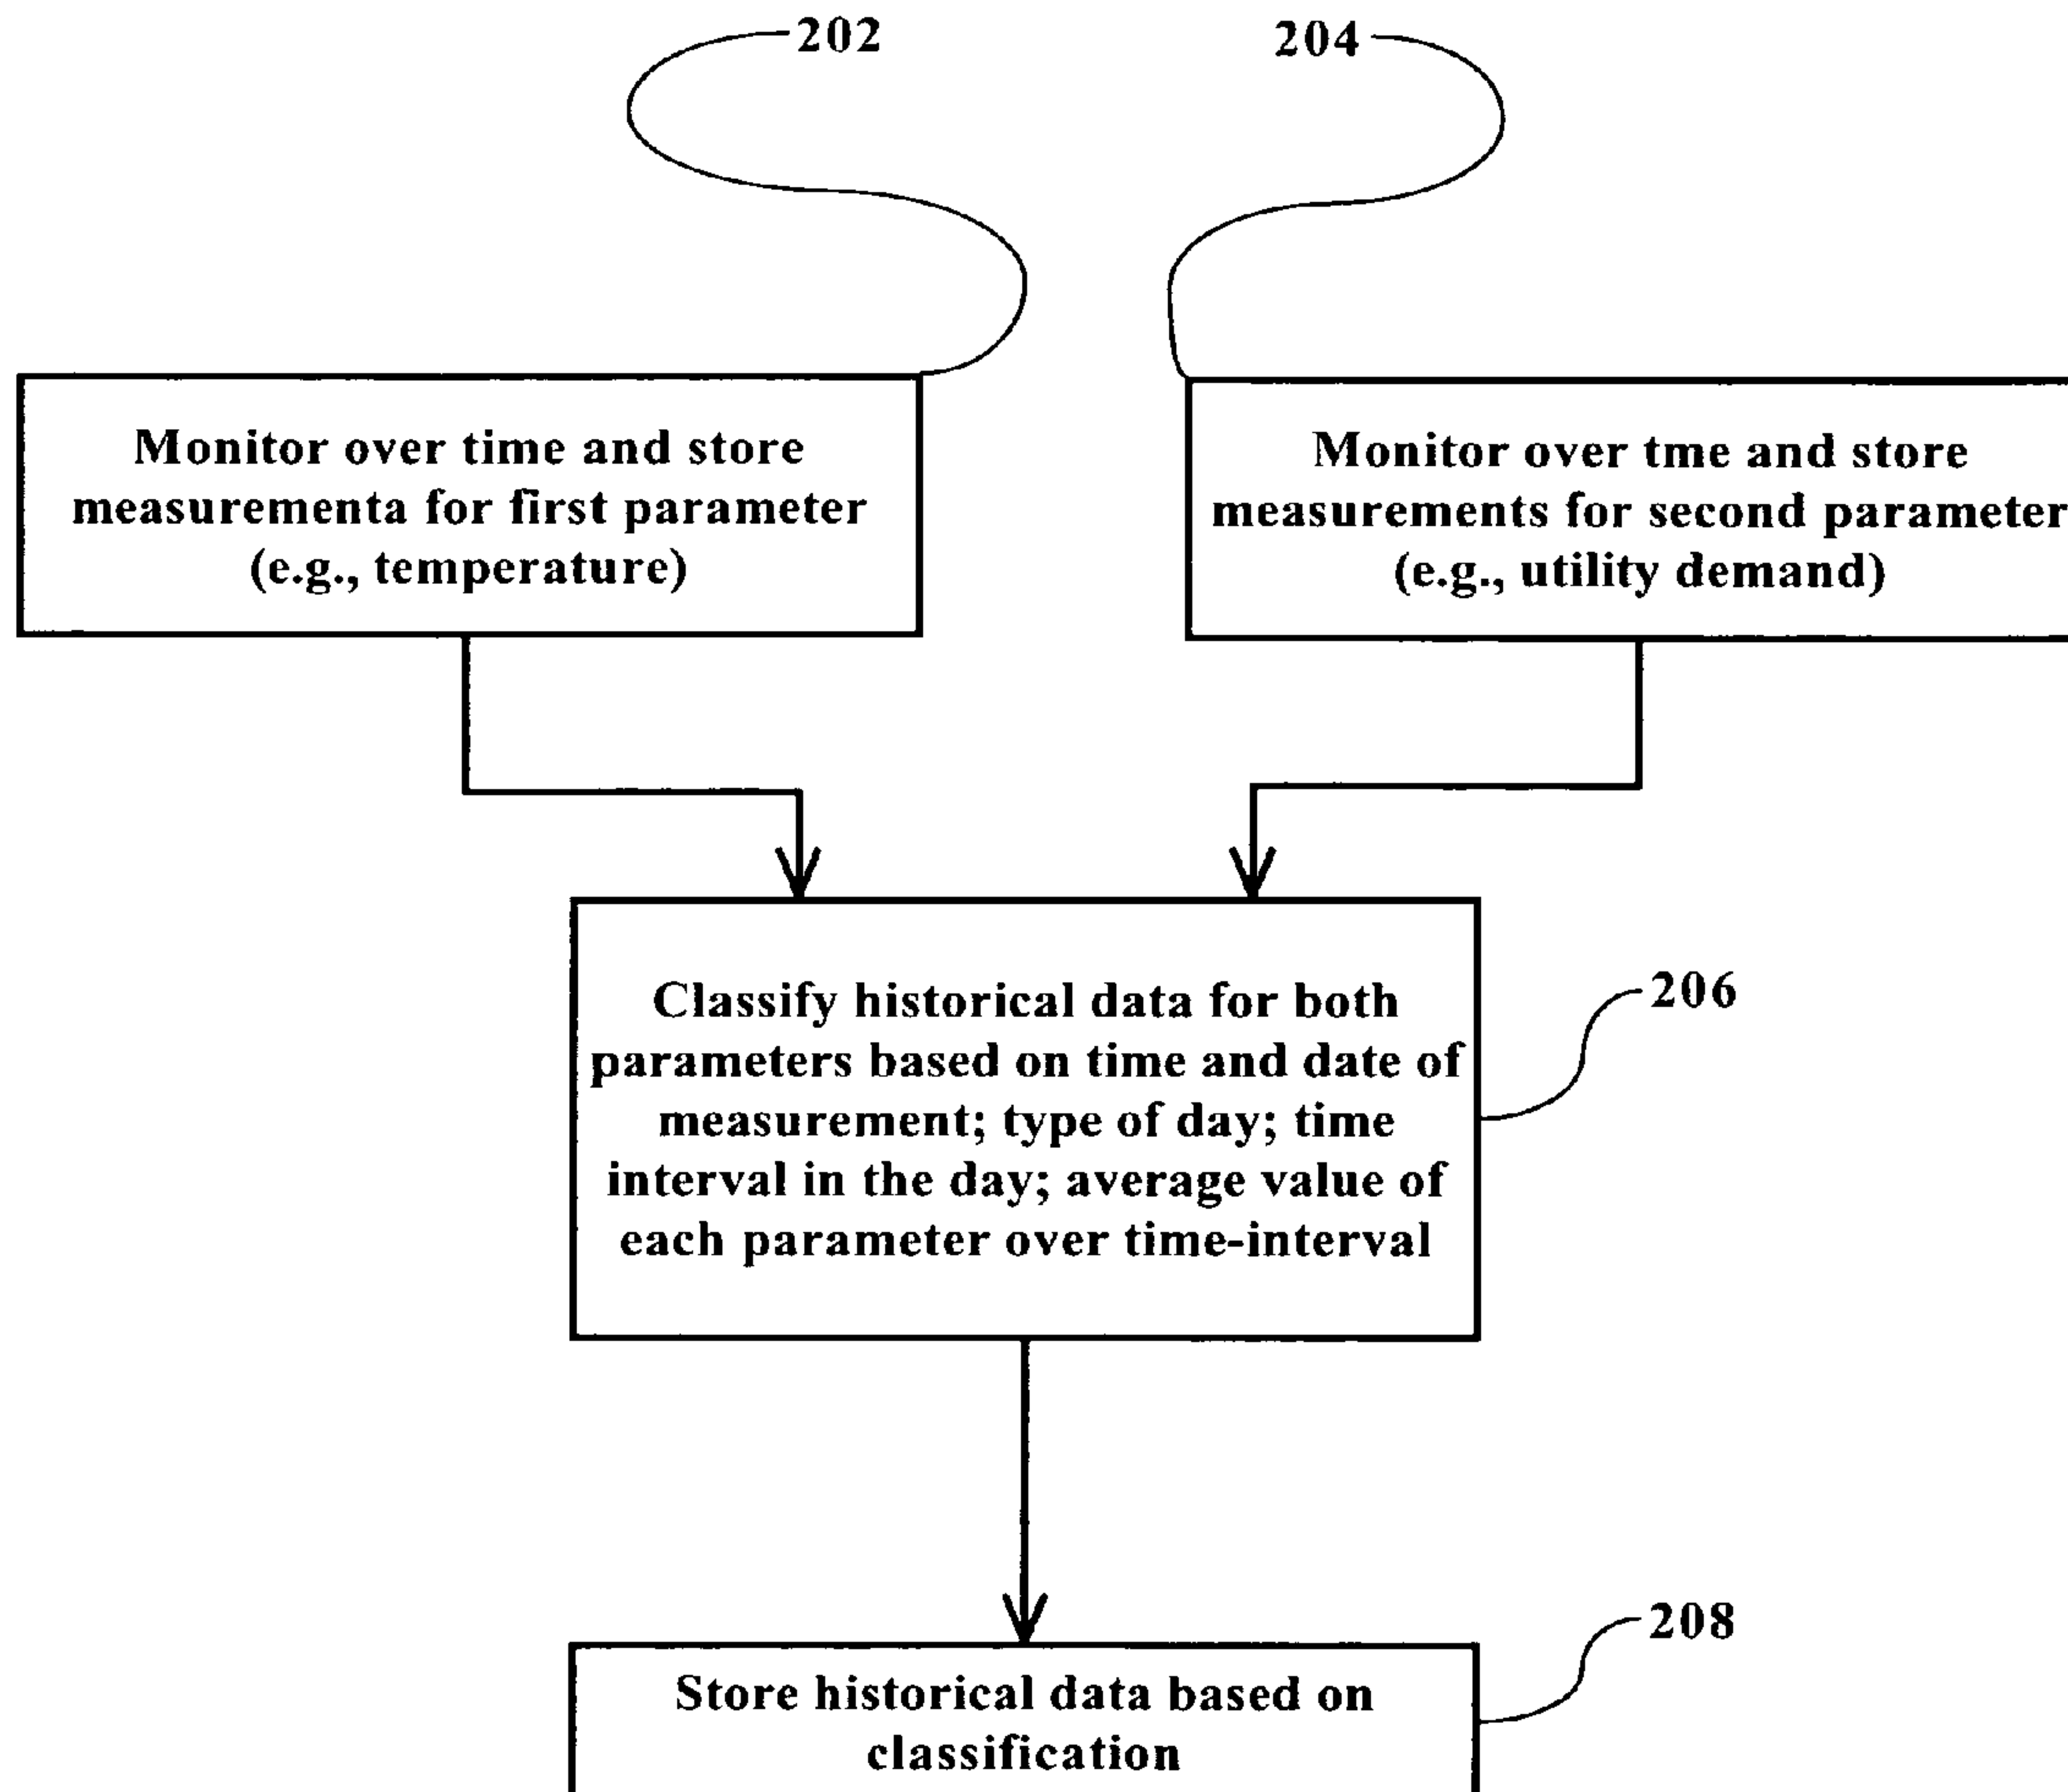 202
204
Monitor over time and store
measurementa for first parameter
(e.g., temperature)
Monitor over tme and store
measurements for second parameter
(e.g., utility demand)
Classify historical data for both
parameters based on time and date of
measurement; type of day; time
interval in the day; average value of
each parameter over time-interval
206
208
Store historical data based on
classification